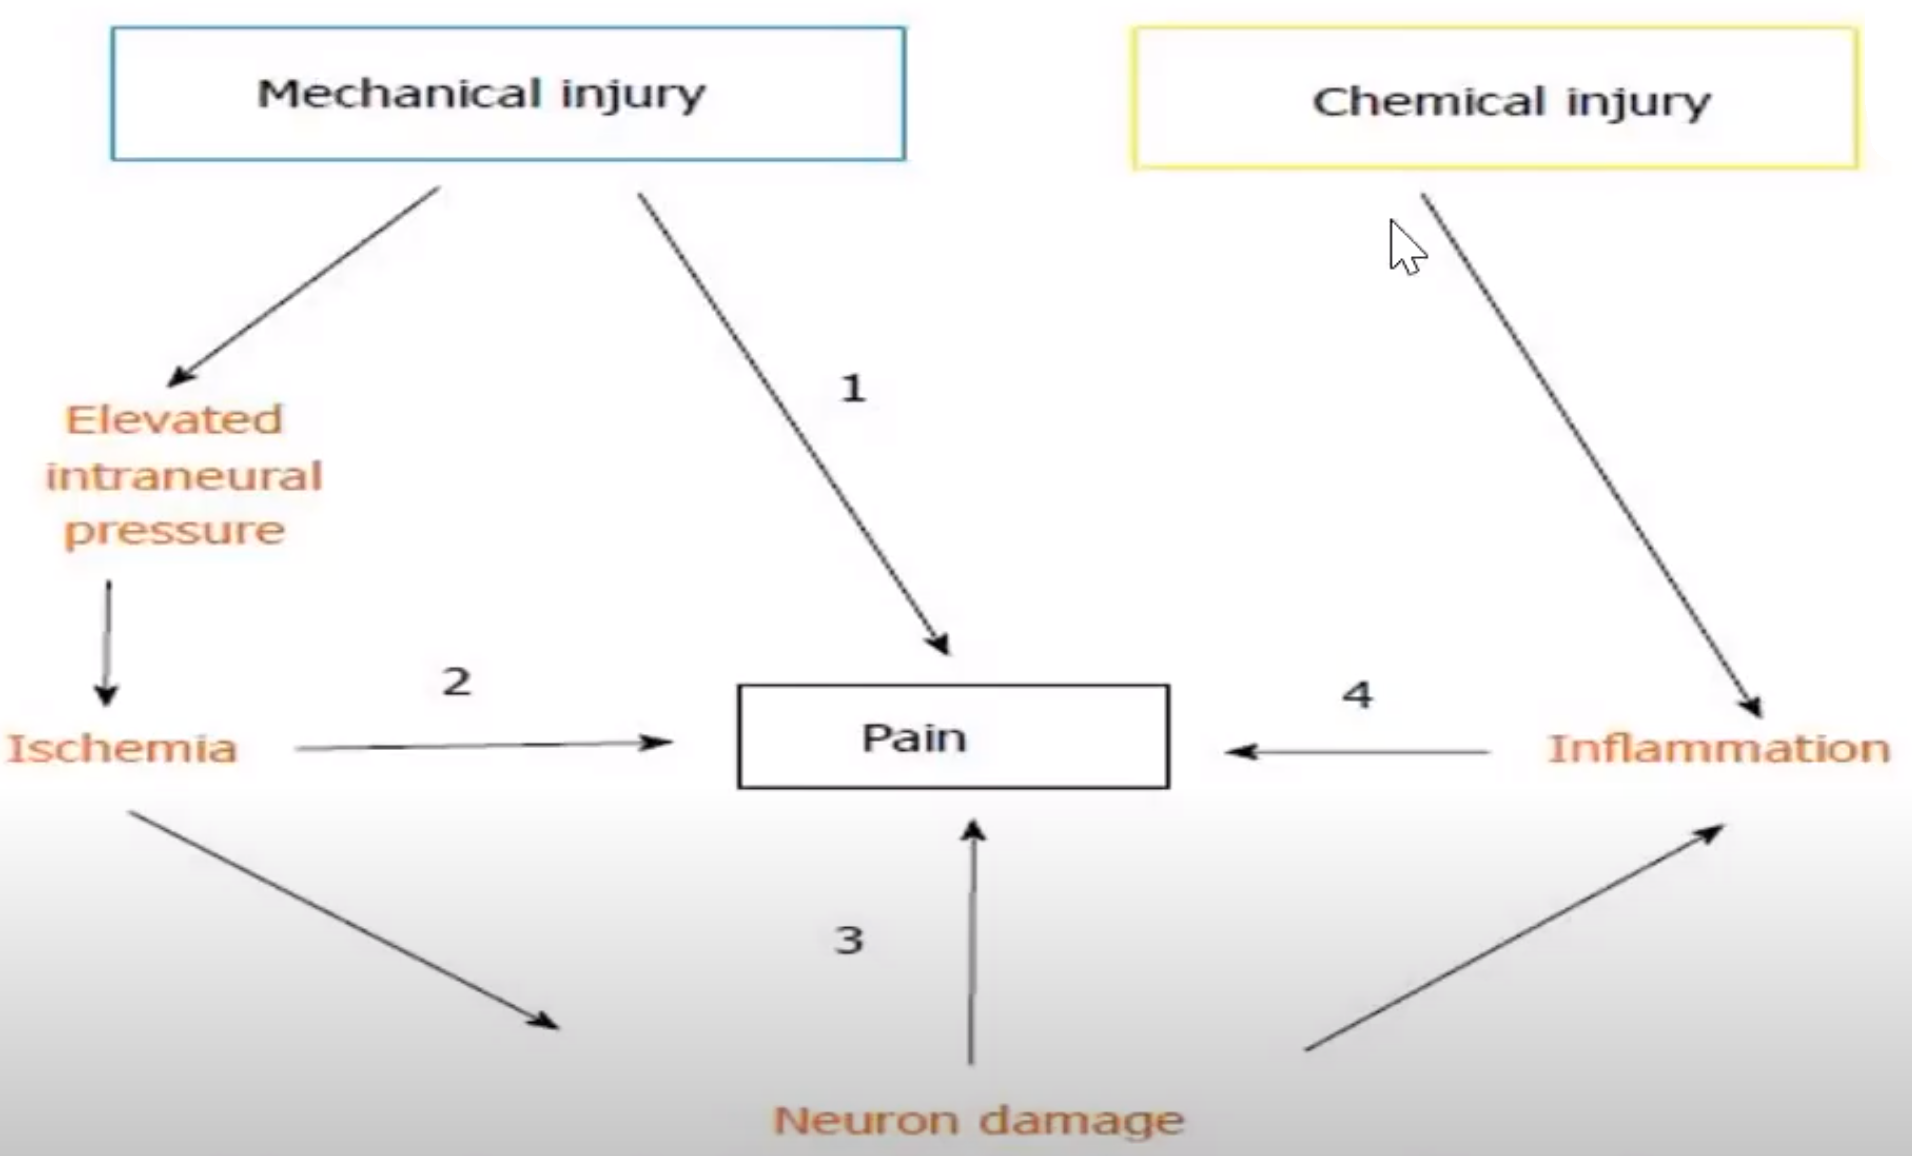 Mechanical injury
Chemical injury
1
Elevated
intraneural
pressure
2
4
Ischemia
Pain
Inflammation
3
Neuron damage